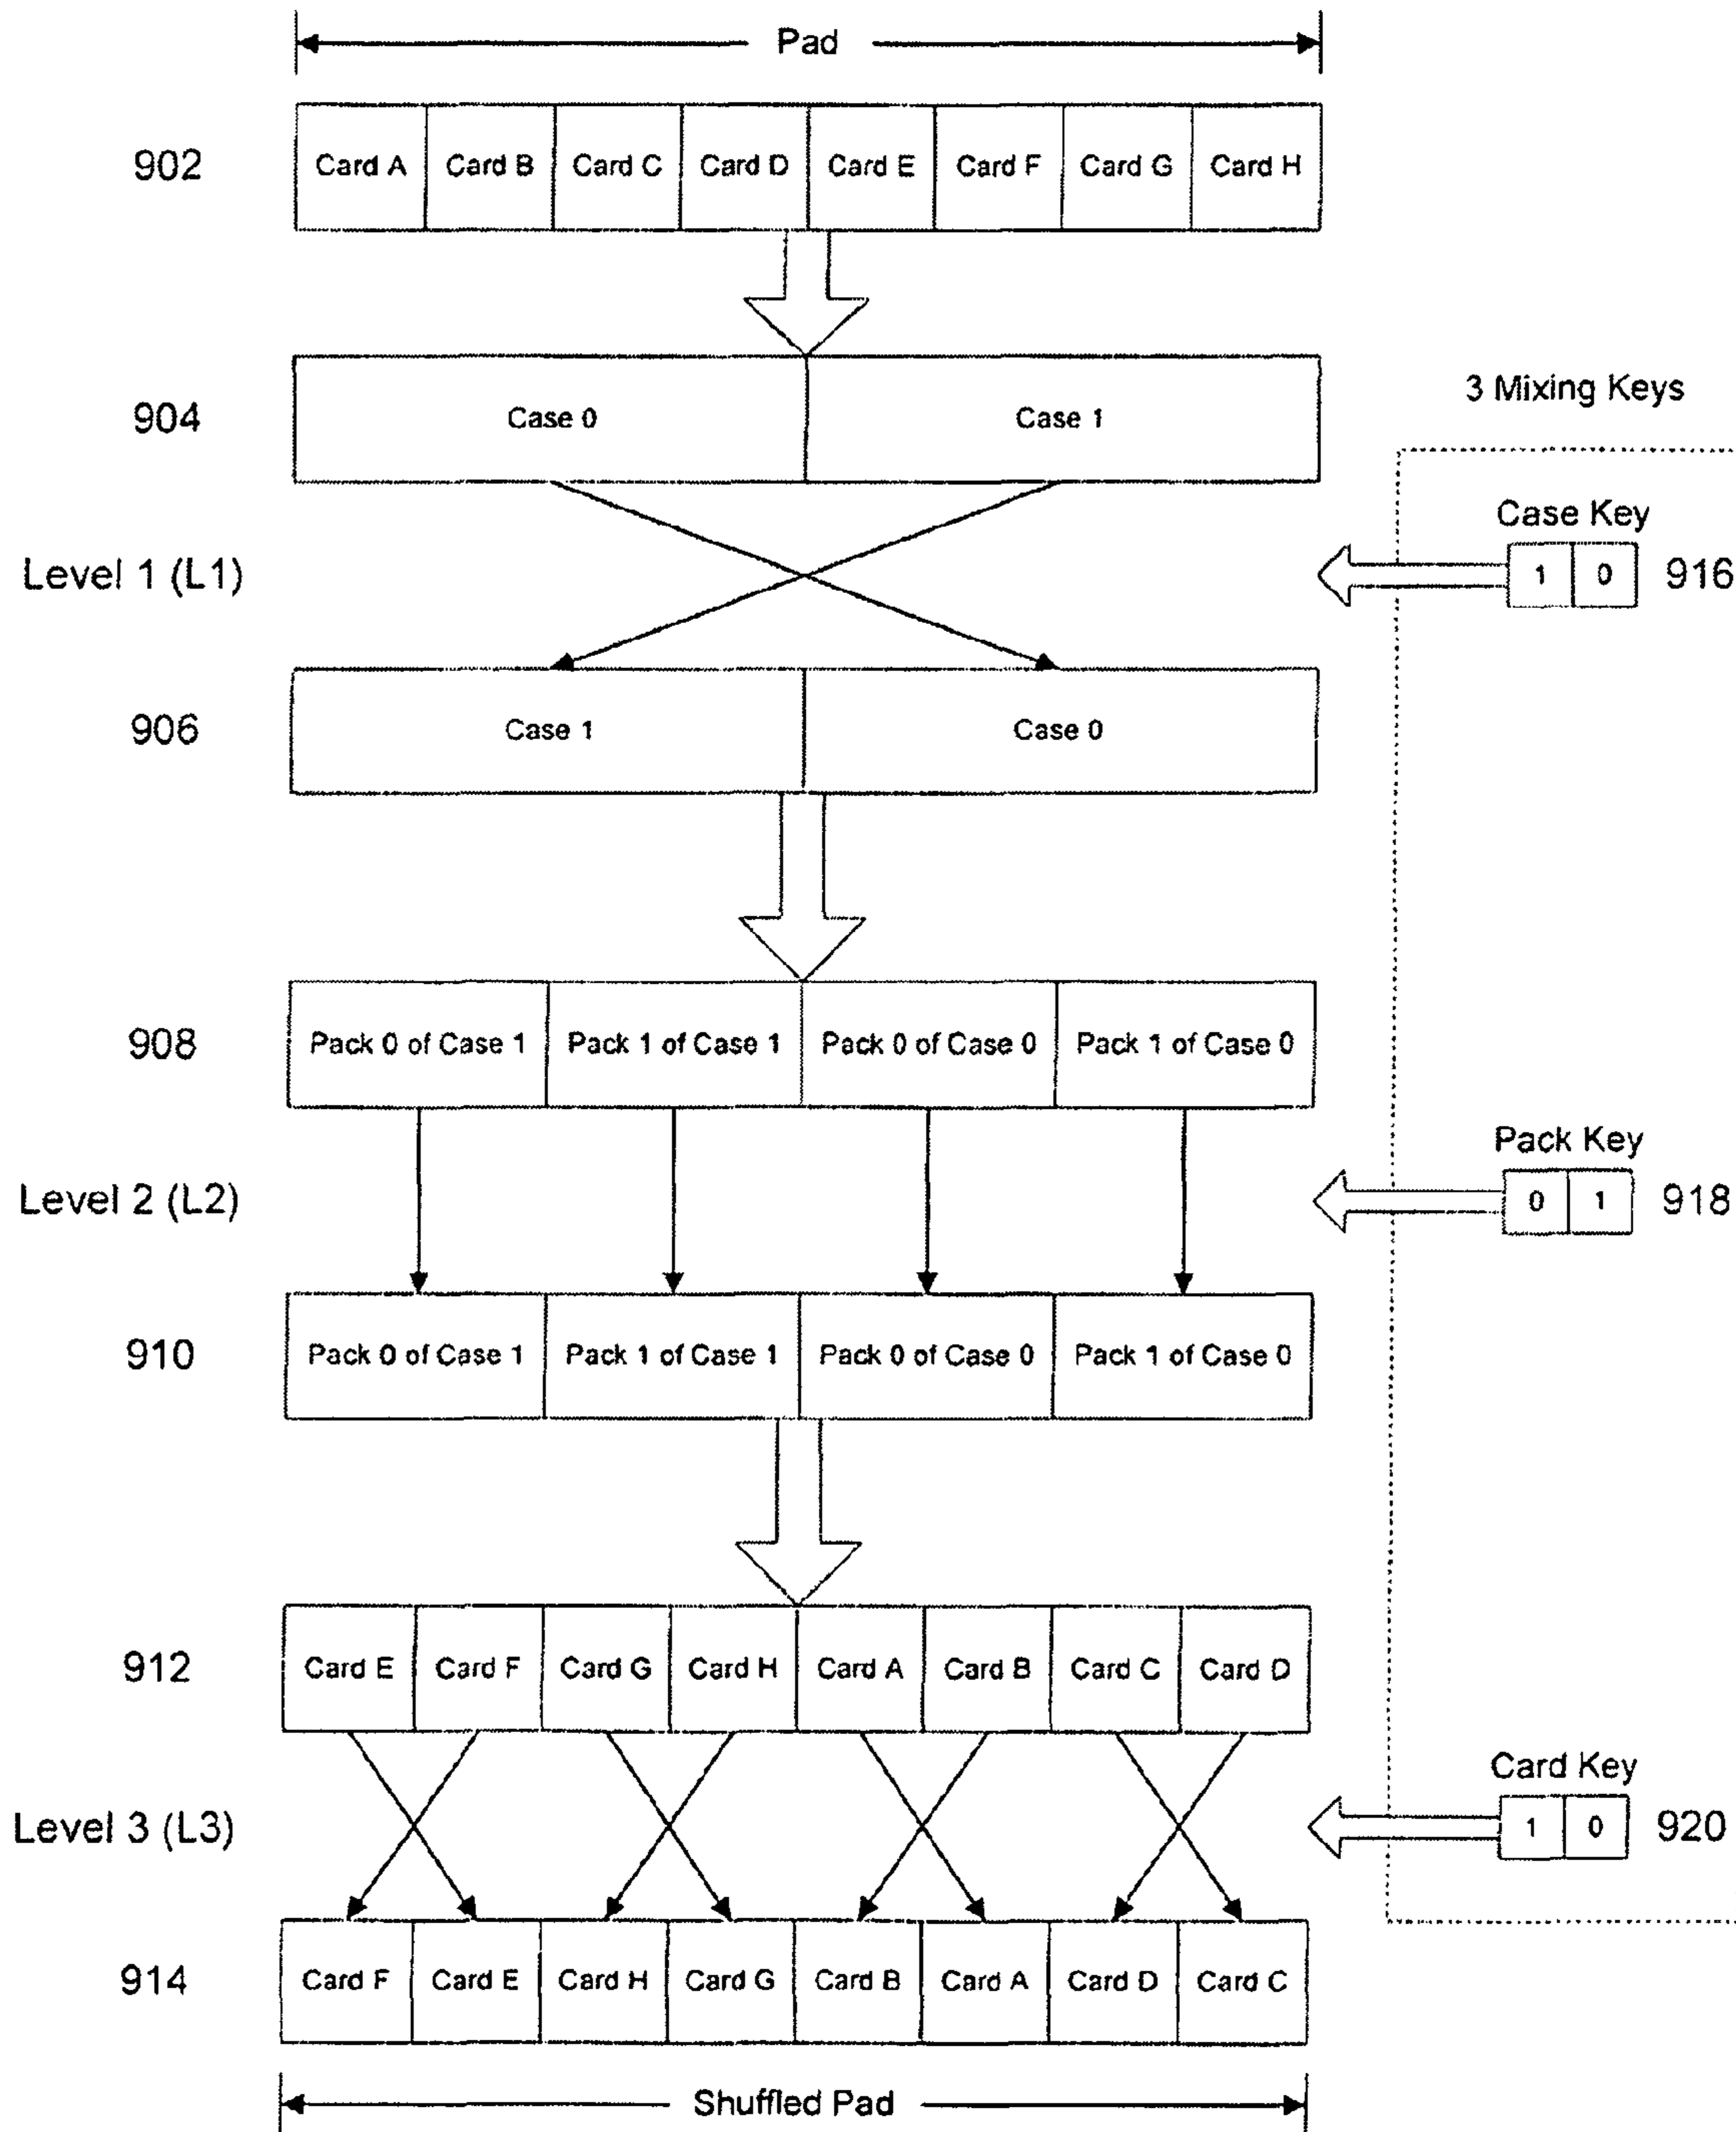 Pad
902
Card A Card B Card C Card D Card E Card F Card G Card H
904
Case 0 Case 1
3 Mixing Keys
Case Key
Level 1 (L1)
1 0 916
906
Case 1 Case 0
908
Pack 0 of Case 1 Pack 1 of Case 1 Pack 0 of Case 0 Pack 1 of Case 0
Pack Key
Level 2 (L2)
0 1 918
910
Pack 0 of Case 1 Pack 1 of Case 1 Pack 0 of Case 0 Pack 1 of Case 0
912
Card E Card F Card G Card H Card A Card B Card C Card D
Card Key
Level 3 (L3)
1 0 920
914
Card F Card E Card H Card G Card B Card A Card D Card C
Shuffled Pad